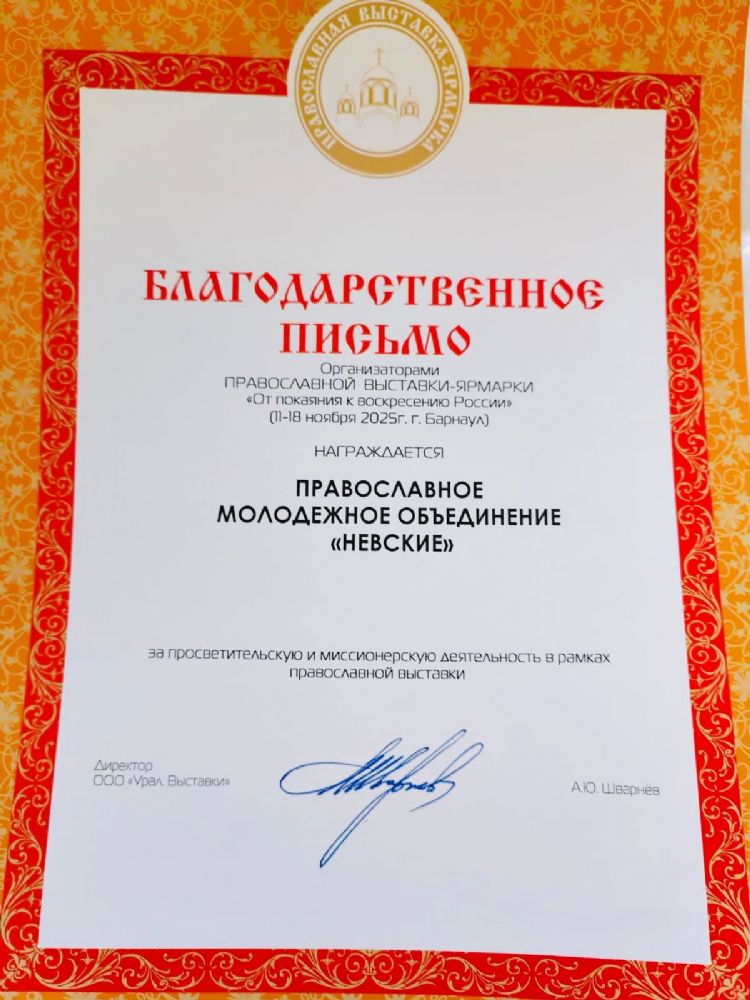 ПРАВОСЛАВНАЯ ВЫСТАВКА-ЯРМАРКА
БЛАГОДАРСТВЕННОЕ
ПИСЬМО
Организаторами
ПРАВОСЛАВНОЙ ВЫСТАВКИ-ЯРМАРКИ
«От покаяния к воскресению России»
(11-18 ноября 2025г. г. Барнаул)
НАГРАЖДАЕТСЯ
ПРАВОСЛАВНОЕ
МОЛОДЕЖНОЕ ОБЪЕДИНЕНИЕ
«НЕВСКИЕ»
за просветительскую и миссионерскую деятельность в рамках
православной выставки
Директор
ООО «Урал. Выставки»
А.Ю. Шварнёв